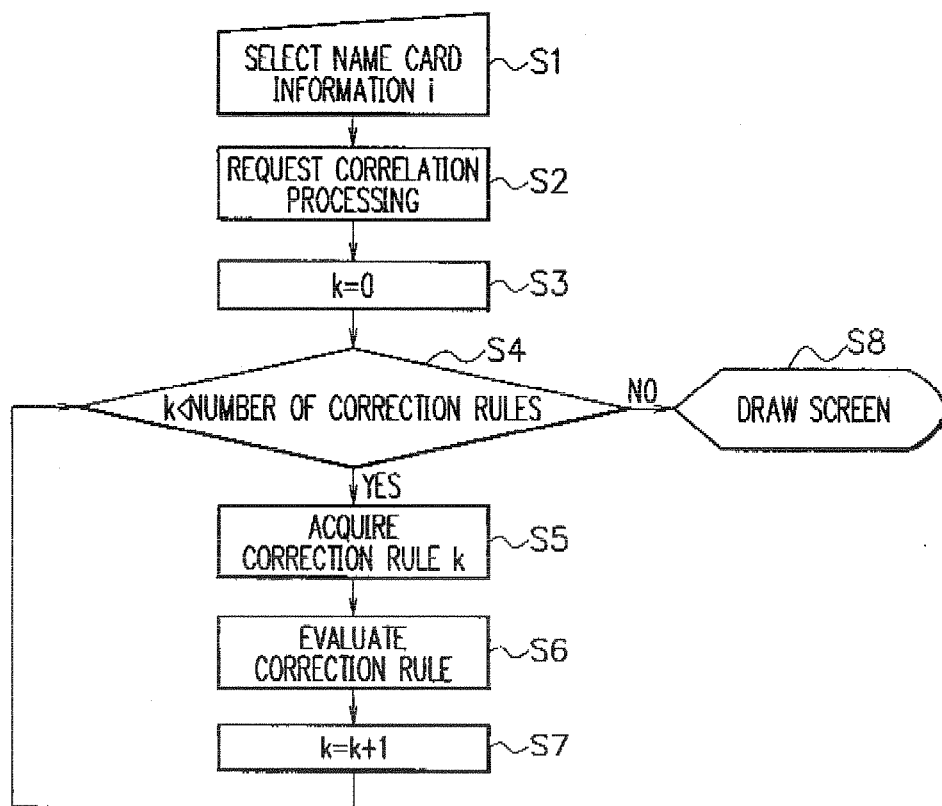 SELECT NAME CARD
INFORMATION i
S1
REQUEST CORRELATION
PROCESSING
S2
k=0
S3
S4
k<NUMBER OF CORRECTION RULES
NO
S8
DRAW SCREEN
YES
ACQUIRE
CORRECTION RULE k
S5
EVALUATE
CORRECTION RULE
S6
k=k+1
S7